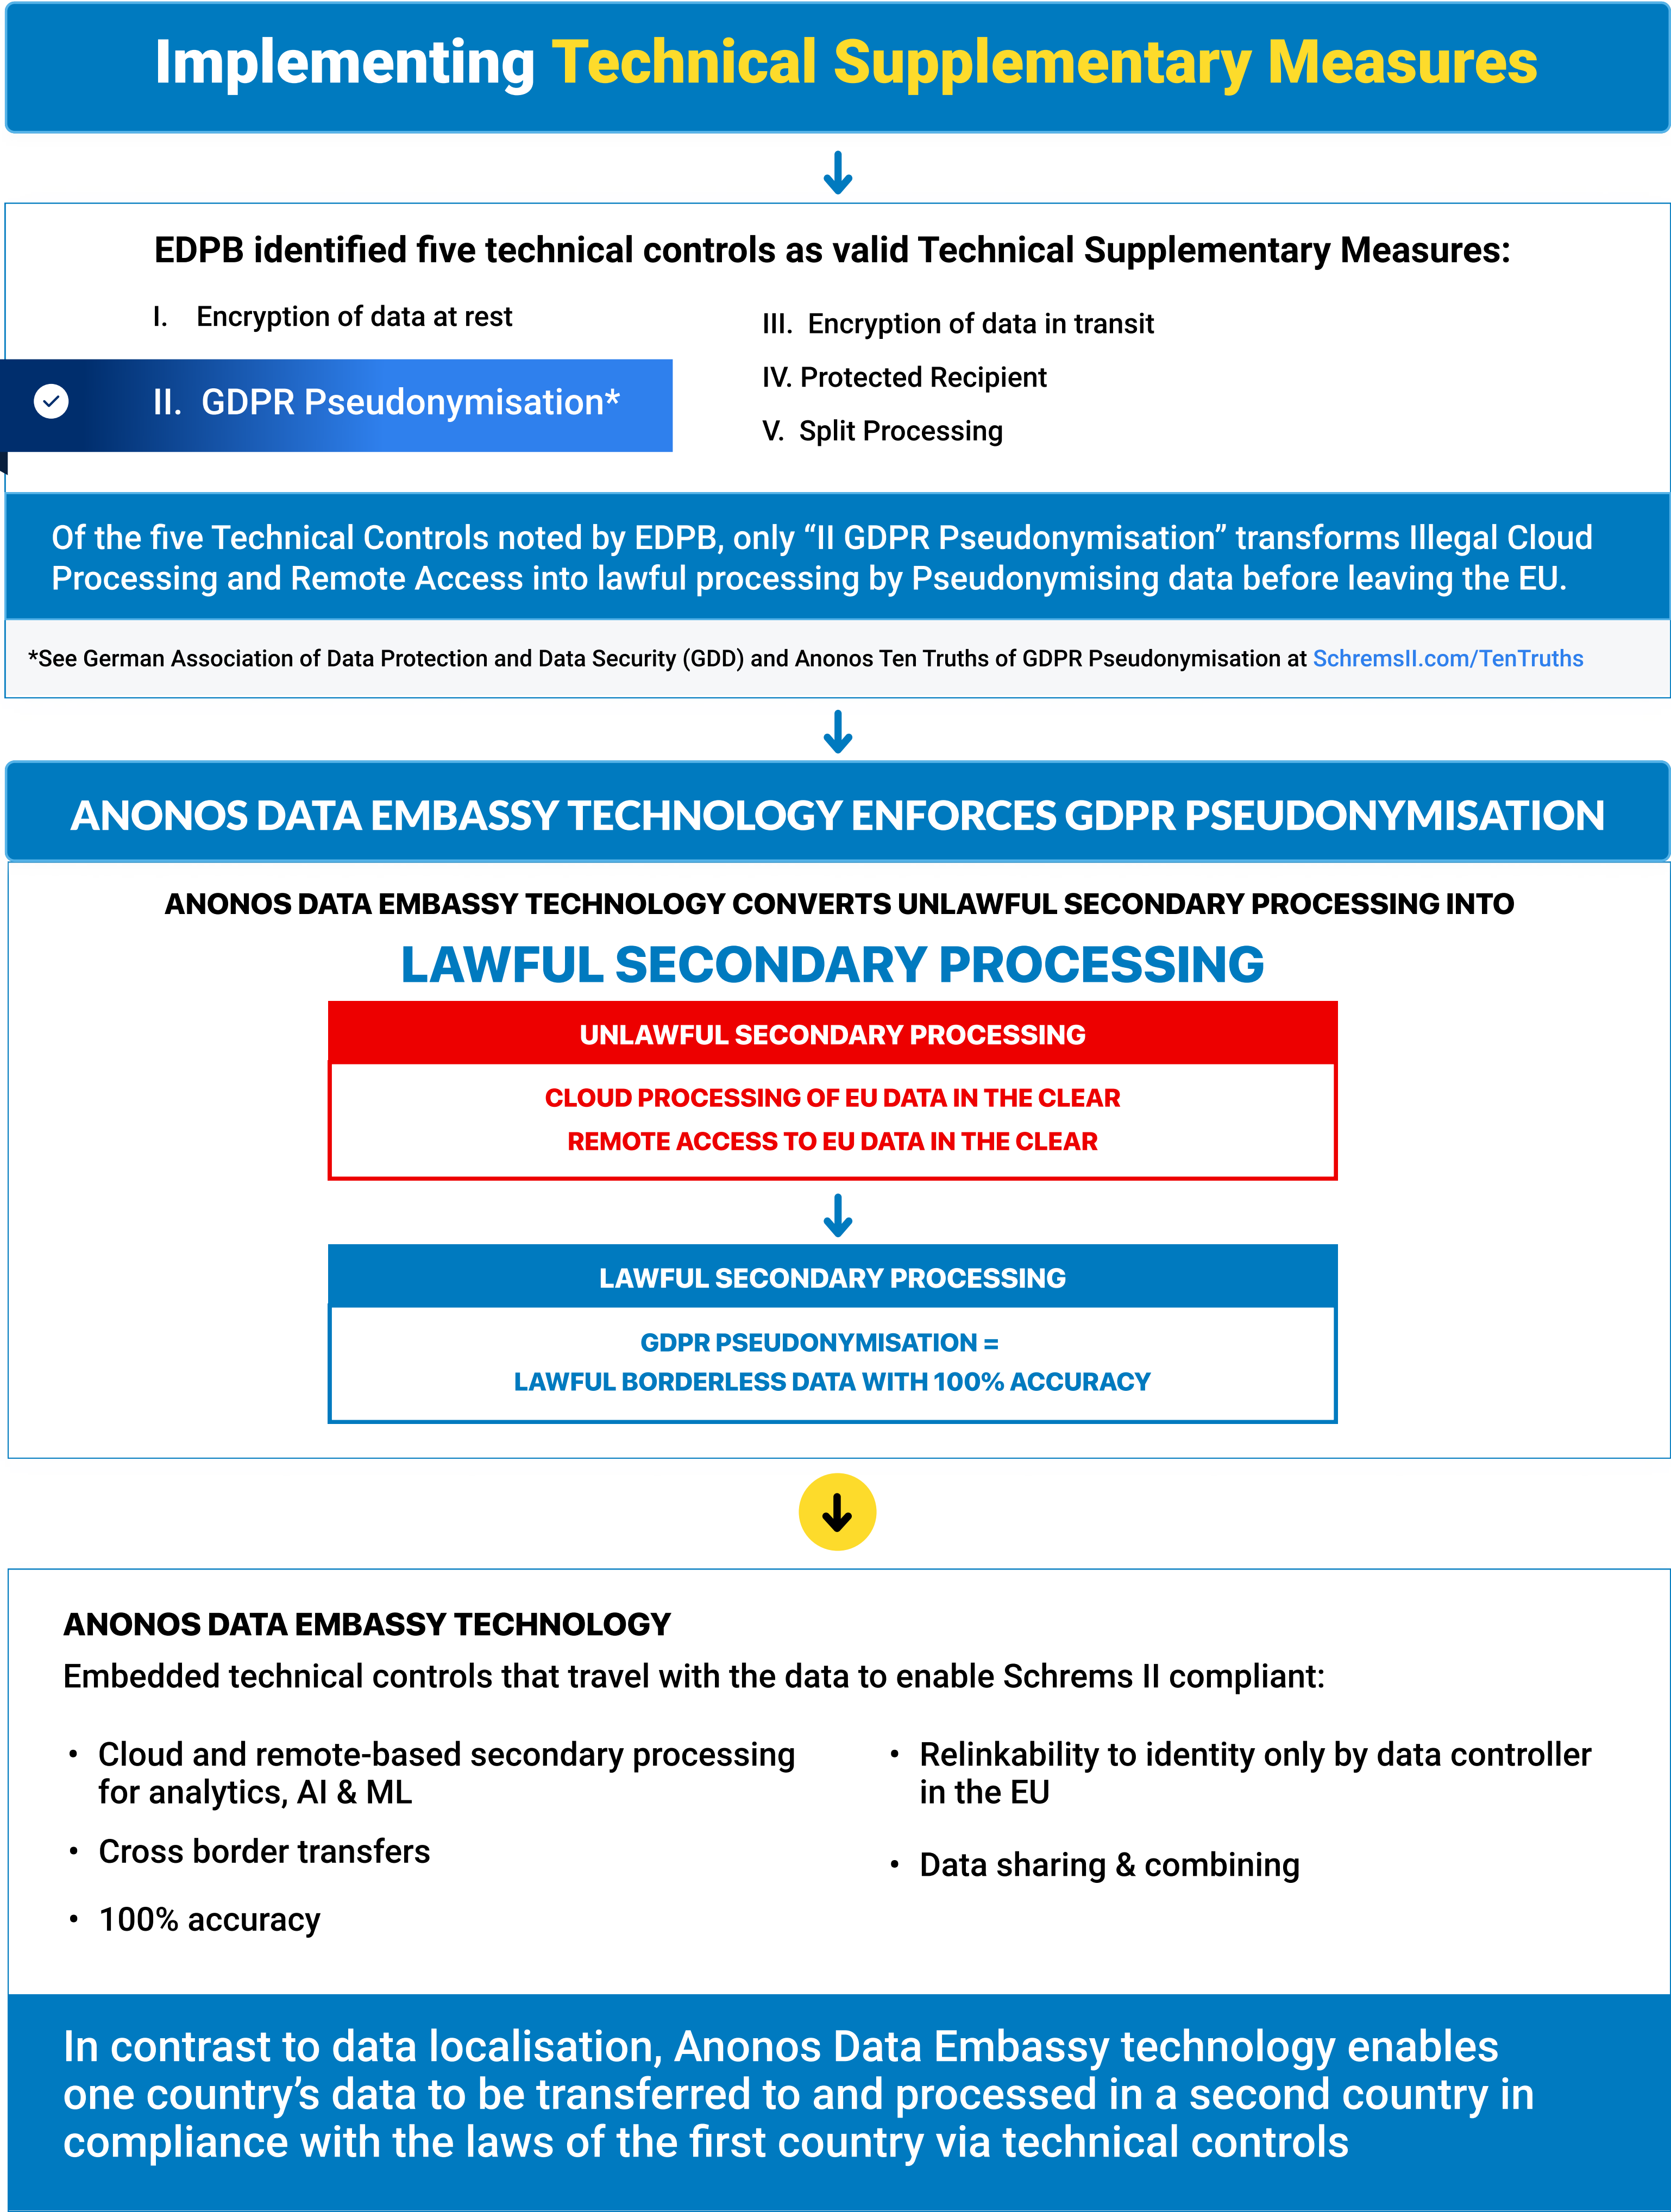 Implementing Technical Supplementary Measures
EDPB identified five technical controls as valid Technical Supplementary Measures:
I. Encryption of data at rest
II. GDPR Pseudonymisation*
III. Encryption of data in transit
IV. Protected Recipient
V. Split Processing
Of the five Technical Controls noted by EDPB, only “II GDPR Pseudonymisation” transforms Illegal Cloud
Processing and Remote Access into lawful processing by Pseudonymising data before leaving the EU.
*See German Association of Data Protection and Data Security (GDD) and Anonos Ten Truths of GDPR Pseudonymisation at SchremsII.com/TenTruths
ANONOS DATA EMBASSY TECHNOLOGY ENFORCES GDPR PSEUDONYMISATION
ANONOS DATA EMBASSY TECHNOLOGY CONVERTS UNLAWFUL SECONDARY PROCESSING INTO
LAWFUL SECONDARY PROCESSING
UNLAWFUL SECONDARY PROCESSING
CLOUD PROCESSING OF EU DATA IN THE CLEAR
REMOTE ACCESS TO EU DATA IN THE CLEAR
LAWFUL SECONDARY PROCESSING
GDPR PSEUDONYMISATION =
LAWFUL BORDERLESS DATA WITH 100% ACCURACY
ANONOS DATA EMBASSY TECHNOLOGY
Embedded technical controls that travel with the data to enable Schrems II compliant:
• Cloud and remote-based secondary processing
for analytics, AI & ML
• Cross border transfers
• 100% accuracy
• Relinkability to identity only by data controller
in the EU
• Data sharing & combining
In contrast to data localisation, Anonos Data Embassy technology enables
one country’s data to be transferred to and processed in a second country in
compliance with the laws of the first country via technical controls